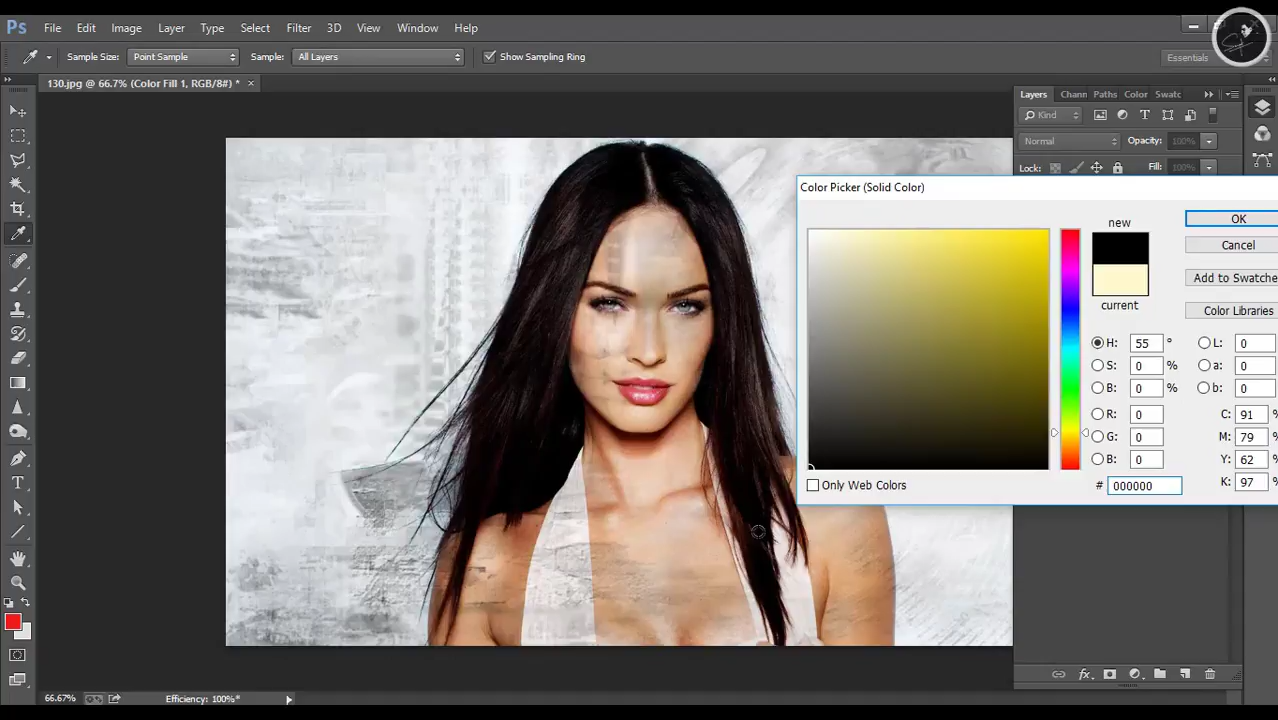 Ps File Edit Image Layer Type Select Filter 3D View Window Help
Sample Size: Point Sample Sample: All Layers Show Sampling Ring Essentials
130.jpg @ 66.7% (Color Fill 1, RGB/8#) * ×
Layers Chann Paths Color Swatc
Kind
Normal Opacity: 100%
Lock: Fill: 100%
Color Picker (Solid Color)
new
OK
Cancel
Add to Swatche
current
Color Libraries
H: 55 ° L: 0
S: 0 % a: 0
B: 0 % b: 0
R: 0 C: 91 %
G: 0 M: 79 %
B: 0 Y: 62 %
Only Web Colors # 000000 K: 97 %
66.67% Efficiency: 100%*